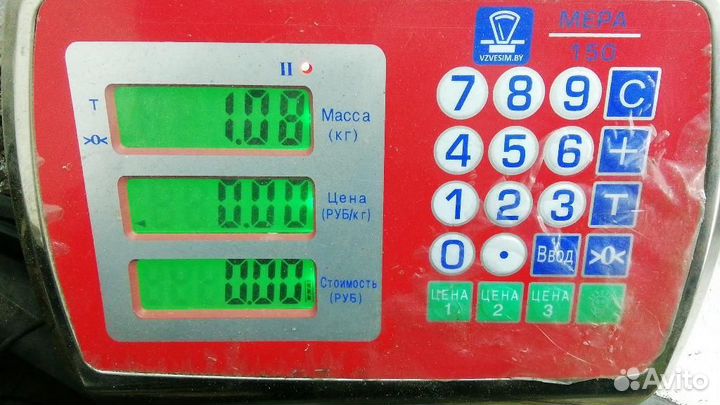 МЕРА
150
VZVESIM.BY
II
Т
>0<
1.08
Масса
(кг)
0.00
Цена
(РУБ/кг)
0.00
Стоимость
(РУБ)
7 8 9 C
4 5 6 +
1 2 3 T
0 . Ввод >0<
ЦЕНА 1 ЦЕНА 2 ЦЕНА 3
Avito